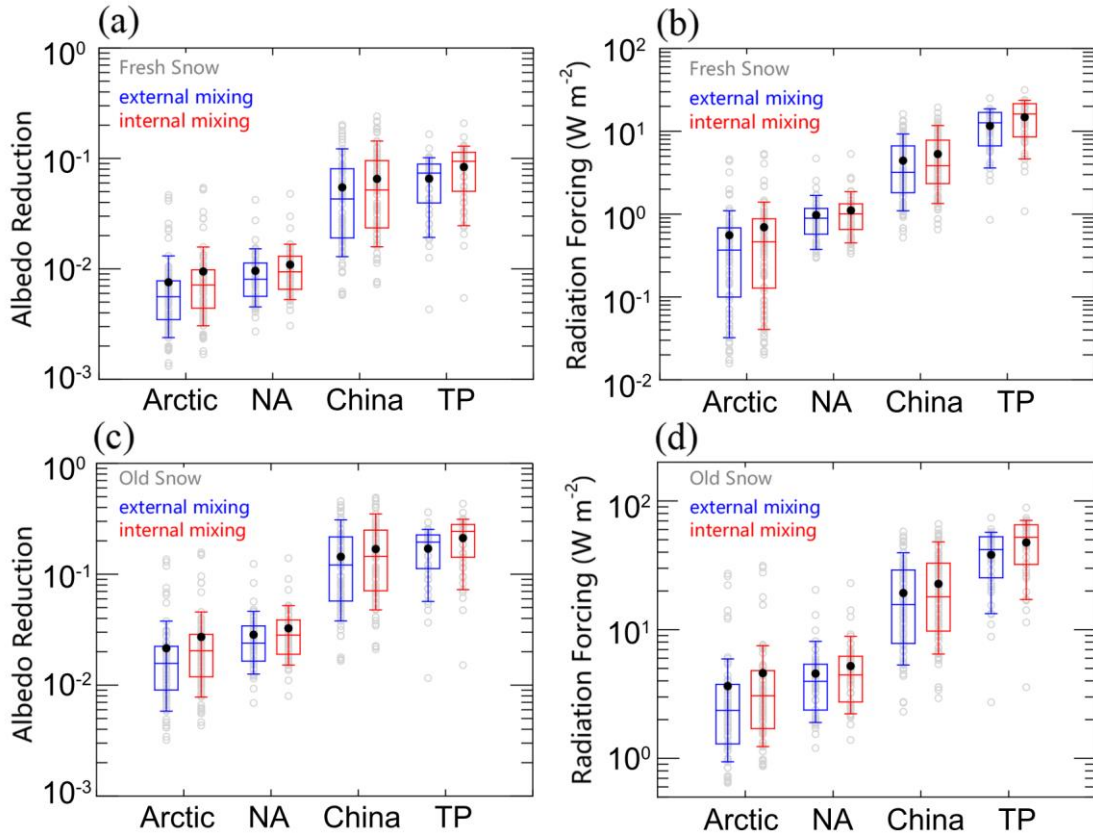 (a)
10^0
10^-1
10^-2
10^-3
Albedo Reduction
Fresh Snow
external mixing
internal mixing
Arctic NA China TP
(b)
10^2
10^1
10^0
10^-1
10^-2
Radiation Forcing (W m^-2)
Fresh Snow
external mixing
internal mixing
Arctic NA China TP
(c)
10^0
10^-1
10^-2
10^-3
Albedo Reduction
Old Snow
external mixing
internal mixing
Arctic NA China TP
(d)
10^2
10^1
10^0
Radiation Forcing (W m^-2)
Old Snow
external mixing
internal mixing
Arctic NA China TP